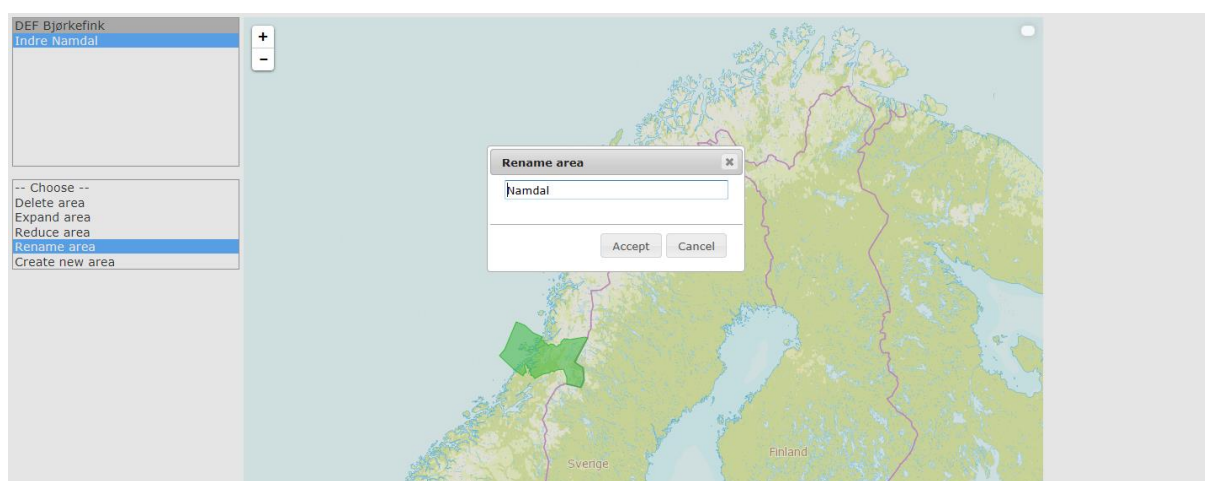 DEF Bjørkefink
Indre Namdal
+
-
Rename area
Namdal
Accept Cancel
-- Choose --
Delete area
Expand area
Reduce area
Rename area
Create new area
Sverige
Finland